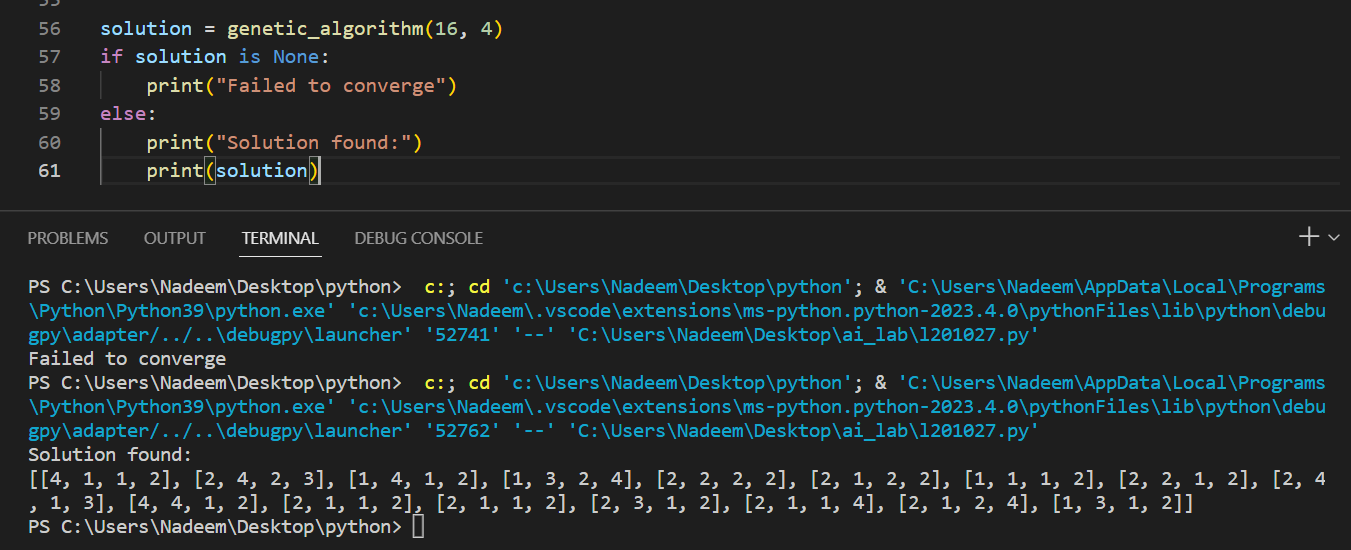 55
56 solution = genetic_algorithm(16, 4)
57 if solution is None:
58     print("Failed to converge")
59 else:
60     print("Solution found:")
61     print(solution)
PROBLEMS OUTPUT TERMINAL DEBUG CONSOLE
PS C:\Users\Nadeem\Desktop\python>  c:; cd 'c:\Users\Nadeem\Desktop\python'; & 'C:\Users\Nadeem\AppData\Local\Programs
\Python\Python39\python.exe' 'c:\Users\Nadeem\.vscode\extensions\ms-python.python-2023.4.0\pythonFiles\lib\python\debu
gpy\adapter/../..\debugpy\launcher' '52741' '--' 'C:\Users\Nadeem\Desktop\ai_lab\l201027.py'
Failed to converge
PS C:\Users\Nadeem\Desktop\python>  c:; cd 'c:\Users\Nadeem\Desktop\python'; & 'C:\Users\Nadeem\AppData\Local\Programs
\Python\Python39\python.exe' 'c:\Users\Nadeem\.vscode\extensions\ms-python.python-2023.4.0\pythonFiles\lib\python\debu
gpy\adapter/../..\debugpy\launcher' '52762' '--' 'C:\Users\Nadeem\Desktop\ai_lab\l201027.py'
Solution found:
[[4, 1, 1, 2], [2, 4, 2, 3], [1, 4, 1, 2], [1, 3, 2, 4], [2, 2, 2, 2], [2, 1, 2, 2], [1, 1, 1, 2], [2, 2, 1, 2], [2, 4
, 1, 3], [4, 4, 1, 2], [2, 1, 1, 2], [2, 1, 1, 2], [2, 3, 1, 2], [2, 1, 1, 4], [2, 1, 2, 4], [1, 3, 1, 2]]
PS C:\Users\Nadeem\Desktop\python>